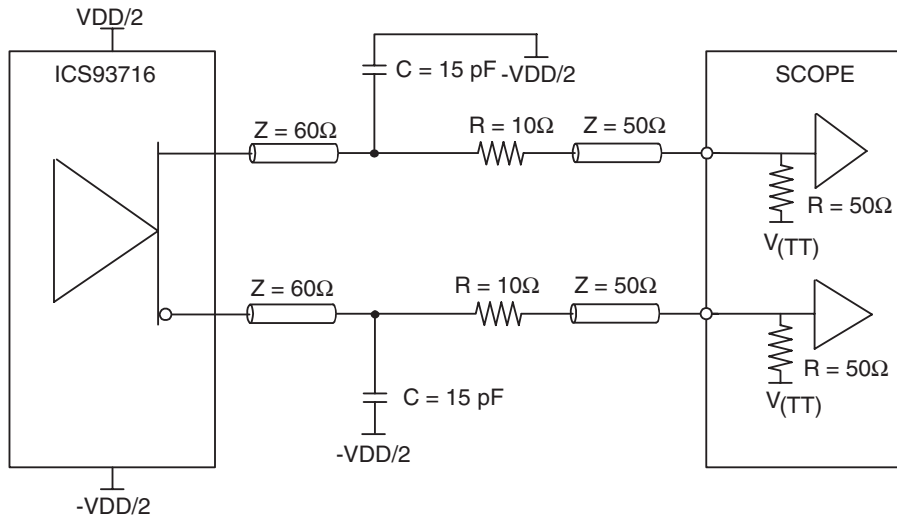 VDD/2
ICS93716
C = 15 pF
-VDD/2
SCOPE
Z = 60Ω
R = 10Ω
Z = 50Ω
R = 50Ω
V(TT)
Z = 60Ω
R = 10Ω
Z = 50Ω
R = 50Ω
V(TT)
C = 15 pF
-VDD/2
-VDD/2